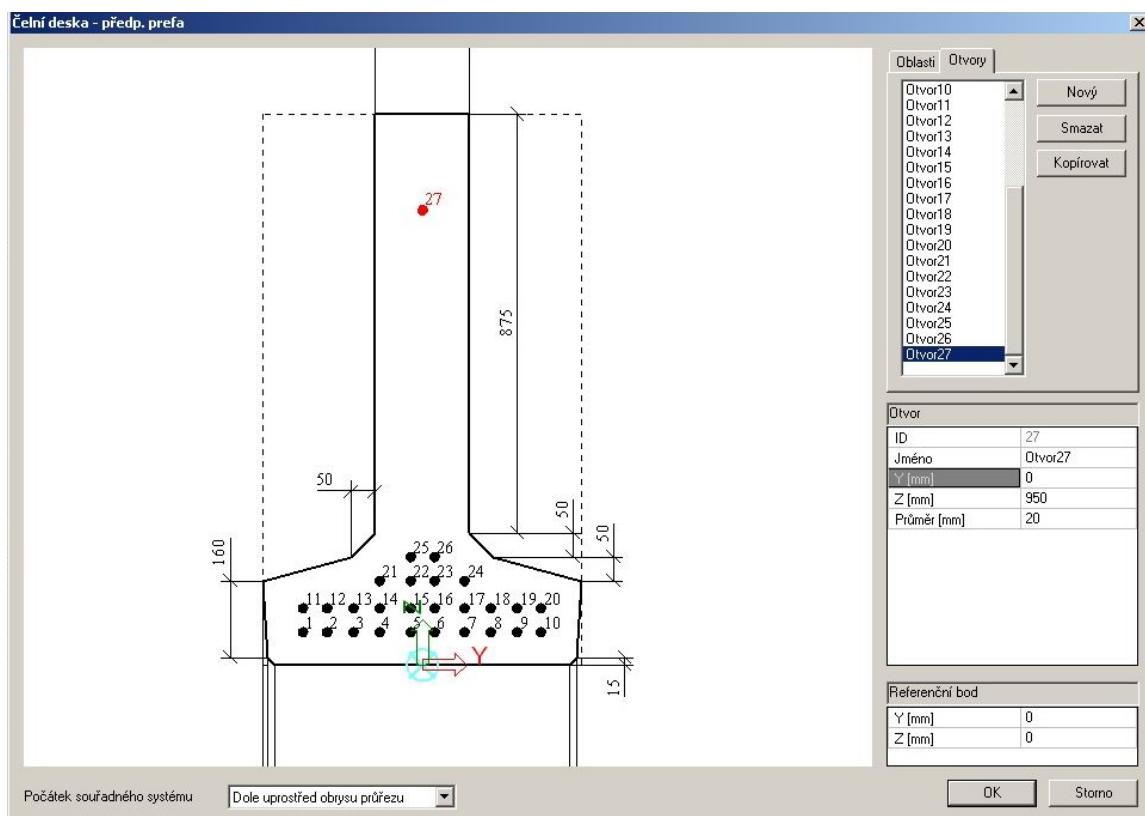 Čelní deska - předp. prefa
27
875
50
50
50
160
25 26
21 22 23 24
11 12 13 14 15 16 17 18 19 20
1 2 3 4 5 6 7 8 9 10
Z
Y
15
Oblasti Otvory
Otvor10
Otvor11
Otvor12
Otvor13
Otvor14
Otvor15
Otvor16
Otvor17
Otvor18
Otvor19
Otvor20
Otvor21
Otvor22
Otvor23
Otvor24
Otvor25
Otvor26
Otvor27
Nový
Smazat
Kopírovat
Otvor
ID 27
Jméno Otvor27
Y [mm] 0
Z [mm] 950
Průměr [mm] 20
Referenční bod
Y [mm] 0
Z [mm] 0
Počátek souřadného systému Dole uprostřed obrysu průřezu
OK Storno